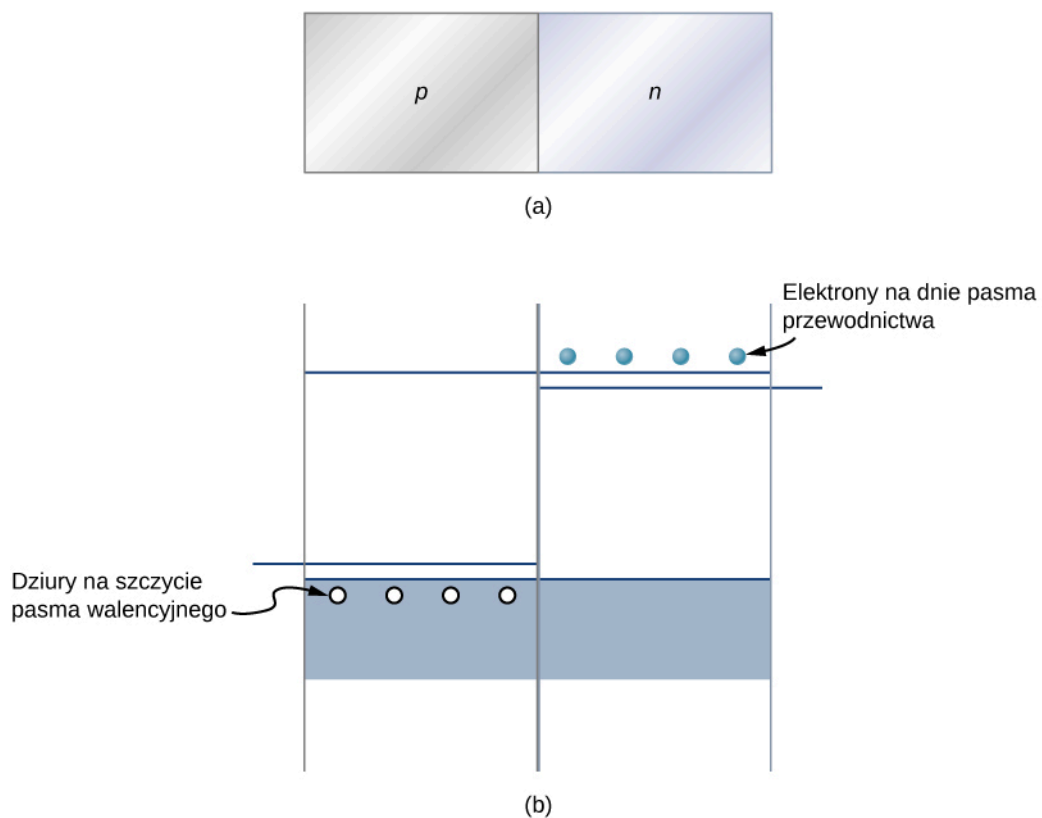 p
n
(a)
Elektrony na dnie pasma
przewodnictwa
Dziury na szczycie
pasma walencyjnego
(b)